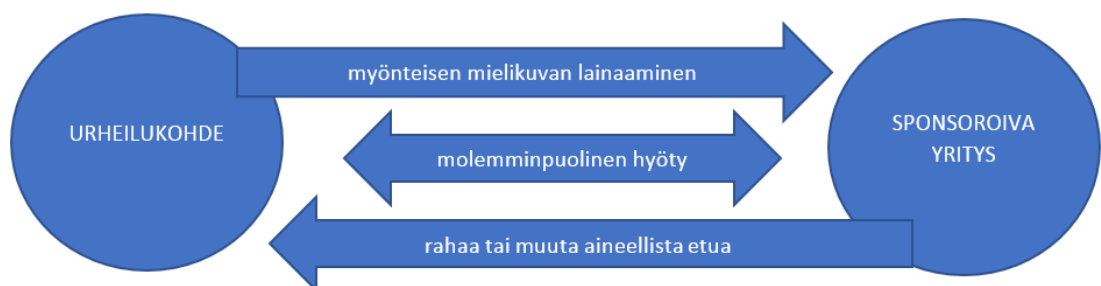 myönteisen mielikuvan lainaaminen
URHEILUKOHDE
SPONSOROIVA
YRITYS
molemminpuolinen hyöty
rahaa tai muuta aineellista etua